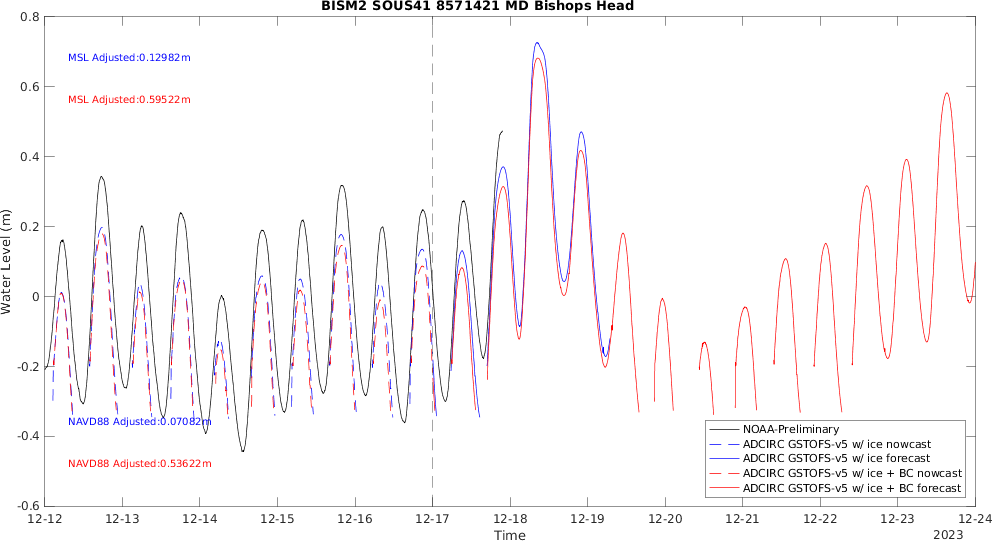 BISM2 SOUS41 8571421 MD Bishops Head
0.8
0.6
0.4
0.2
0
-0.2
-0.4
-0.6
Water Level (m)
MSL Adjusted:0.12982m
MSL Adjusted:0.59522m
NAVD88 Adjusted:0.07082m
NAVD88 Adjusted:0.53622m
NOAA-Preliminary
ADCIRC GSTOFS-v5 w/ ice nowcast
ADCIRC GSTOFS-v5 w/ ice forecast
ADCIRC GSTOFS-v5 w/ ice + BC nowcast
ADCIRC GSTOFS-v5 w/ ice + BC forecast
12-12 12-13 12-14 12-15 12-16 12-17 12-18 12-19 12-20 12-21 12-22 12-23 12-24
Time
2023